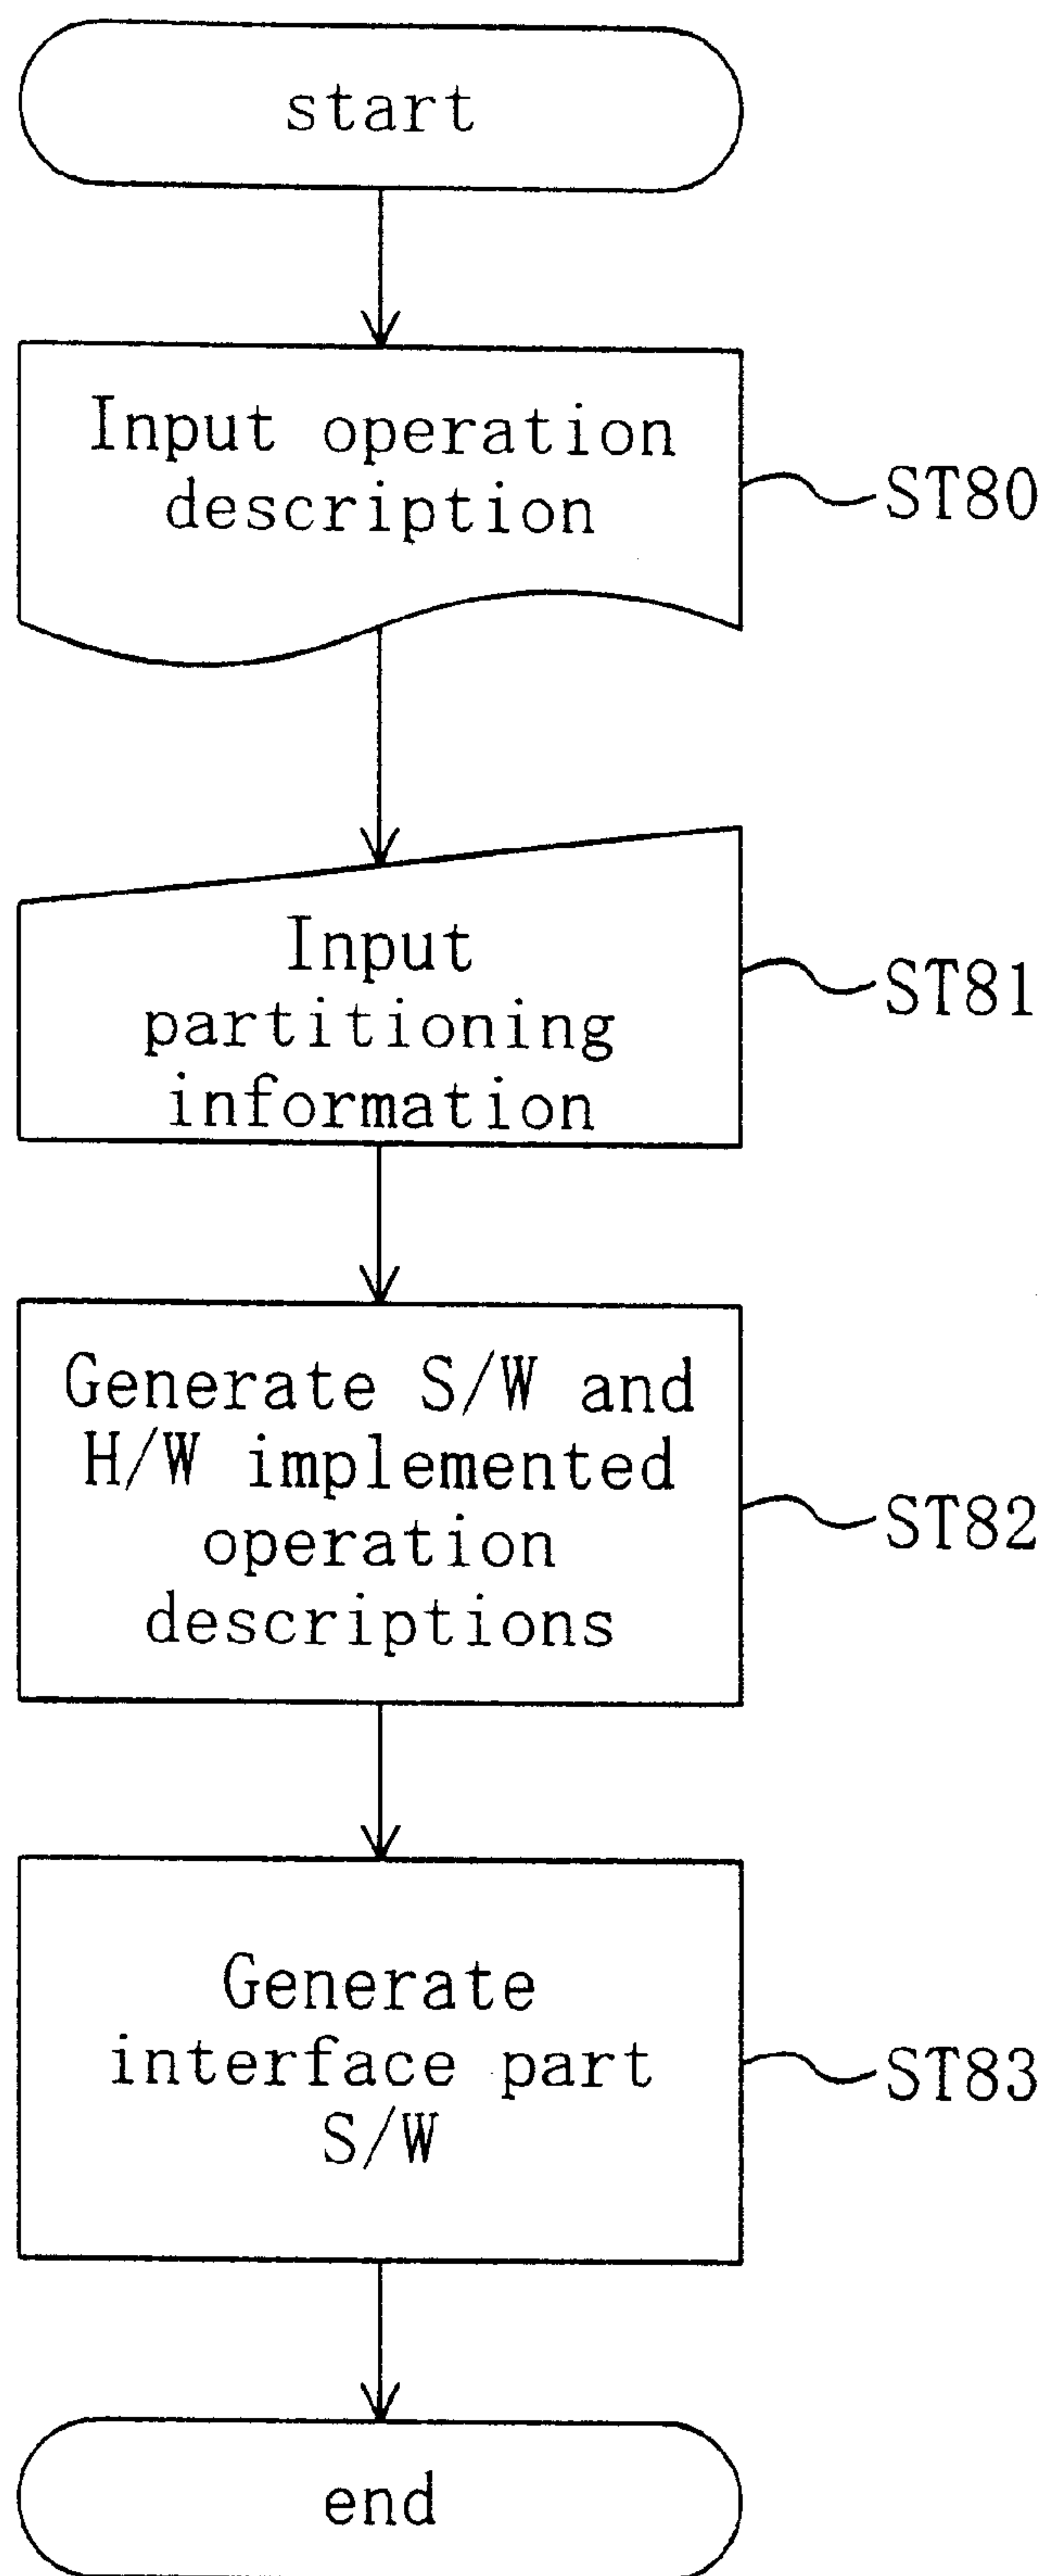 start
Input operation
description
ST80
Input
partitioning
information
ST81
Generate S/W and
H/W implemented
operation
descriptions
ST82
Generate
interface part
S/W
ST83
end